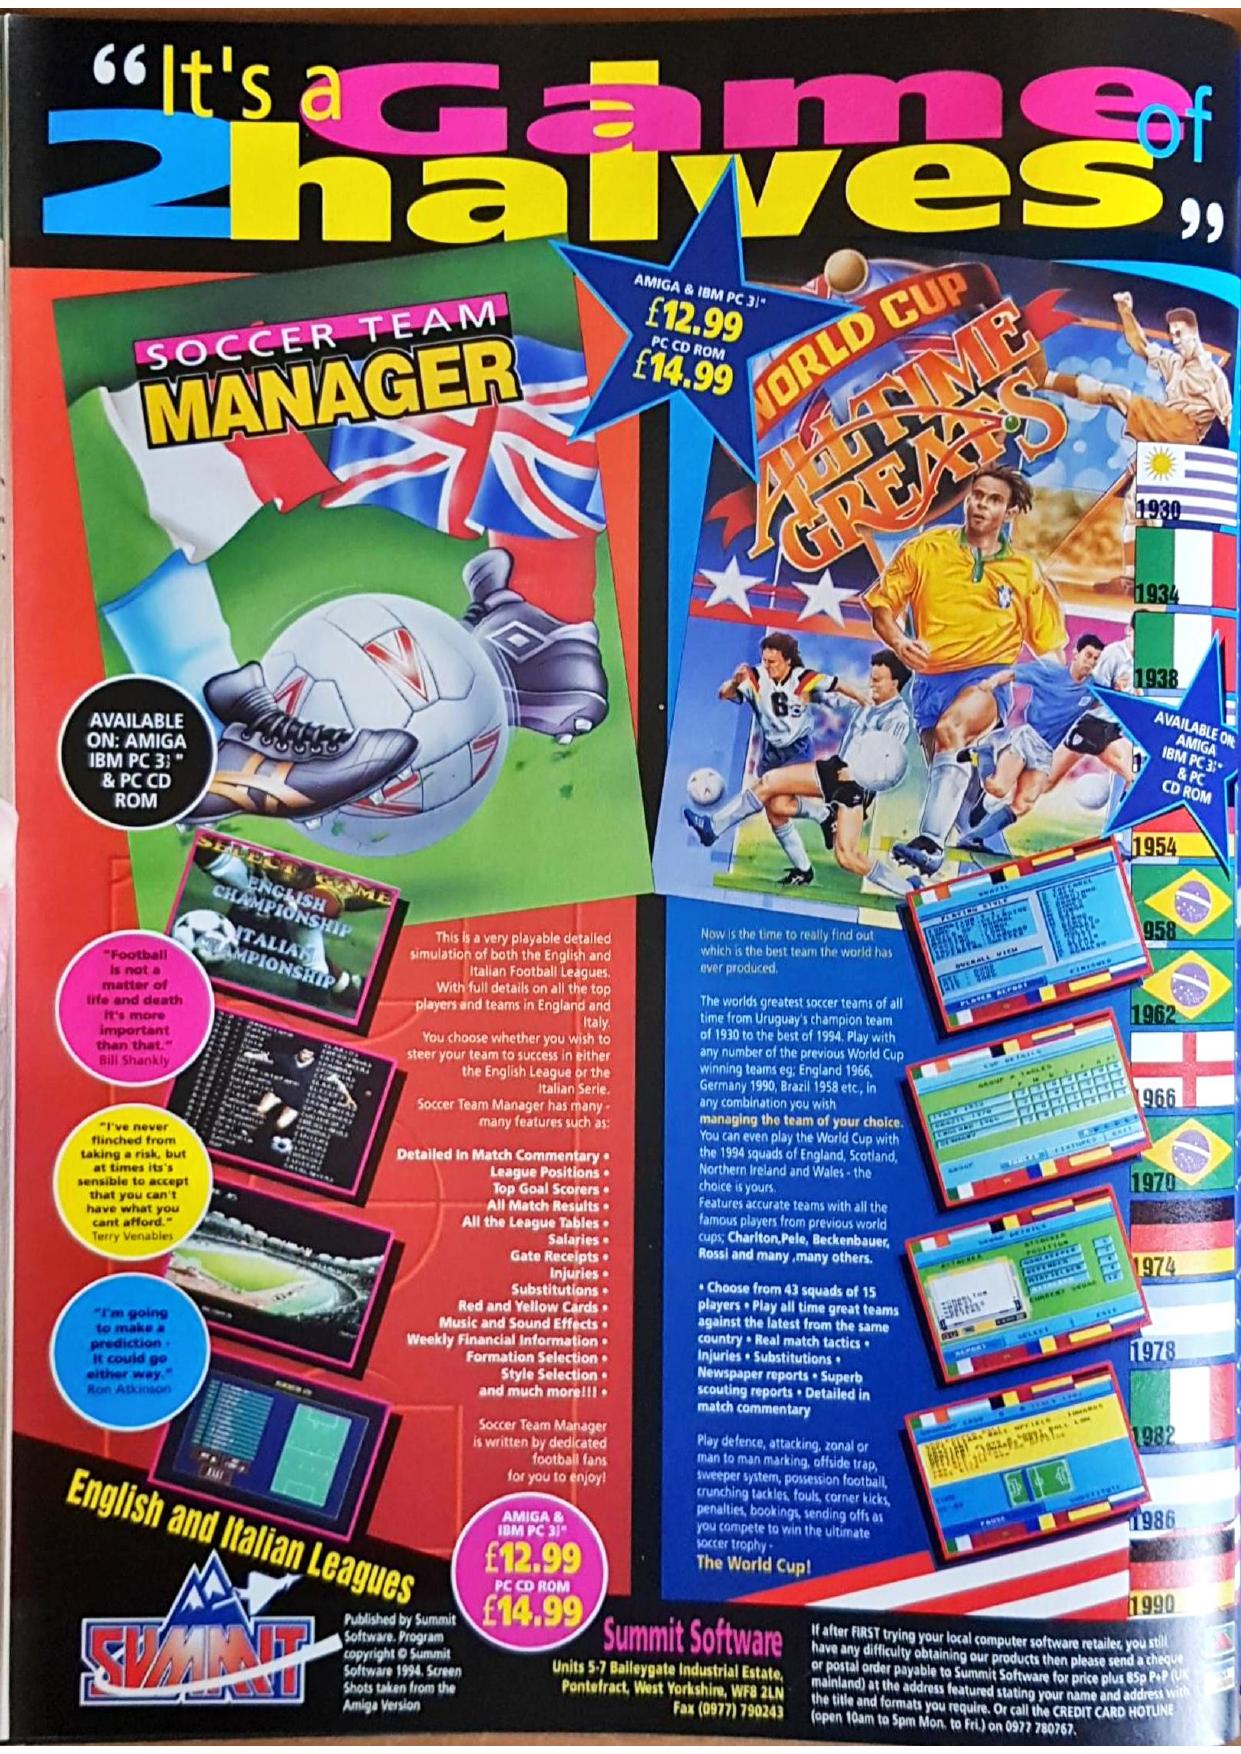 “It's a Game of
2 halves”
SOCCER TEAM
MANAGER
AMIGA & IBM PC 3½"
£12.99
PC CD ROM
£14.99
WORLD CUP
ALL TIME
GREATS
AVAILABLE
ON: AMIGA
IBM PC 3½"
& PC CD
ROM
SELECT GAME
ENGLISH
CHAMPIONSHIP
ITALIAN
"Football
is not a
matter of
life and death
It's more
important
than that."
Bill Shankly
"I've never
flinched from
taking a risk, but
at times its's
sensible to accept
that you can't
have what you
cant afford."
Terry Venables
"I'm going
to make a
prediction -
it could go
either way."
Ron Atkinson
This is a very playable detailed
simulation of both the English and
Italian Football Leagues.
With full details on all the top
players and teams in England and
Italy.
You choose whether you wish to
steer your team to success in either
the English League or the
Italian Serie.
Soccer Team Manager has many -
many features such as:
Detailed In Match Commentary •
League Positions •
Top Goal Scorers •
All Match Results •
All the League Tables •
Salaries •
Gate Receipts •
Injuries •
Substitutions •
Red and Yellow Cards •
Music and Sound Effects •
Weekly Financial Information •
Formation Selection •
Style Selection •
and much more!!! •
Soccer Team Manager
is written by dedicated
football fans
for you to enjoy!
English and Italian Leagues
AMIGA &
IBM PC 3½"
£12.99
PC CD ROM
£14.99
Now is the time to really find out
which is the best team the world has
ever produced.
The worlds greatest soccer teams of all
time from Uruguay's champion team
of 1930 to the best of 1994. Play with
any number of the previous World Cup
winning teams eg; England 1966,
Germany 1990, Brazil 1958 etc., in
any combination you wish
managing the team of your choice.
You can even play the World Cup with
the 1994 squads of England, Scotland,
Northern Ireland and Wales - the
choice is yours.
Features accurate teams with all the
famous players from previous world
cups; Charlton,Pele, Beckenbauer,
Rossi and many ,many others.
• Choose from 43 squads of 15
players • Play all time great teams
against the latest from the same
country • Real match tactics •
Injuries • Substitutions •
Newspaper reports • Superb
scouting reports • Detailed in
match commentary
Play defence, attacking, zonal or
man to man marking, offside trap,
sweeper system, possession football,
crunching tackles, fouls, corner kicks,
penalties, bookings, sending offs as
you compete to win the ultimate
soccer trophy -
The World Cup!
6
BRAZIL
PLAYING STYLE
OVERALL VIEW
FINISHED
PLAYER REPORT
GROUP A TABLES
1930
1934
1938
AVAILABLE ON:
AMIGA
IBM PC 3½"
& PC
CD ROM
1954
1958
1962
1966
1970
1974
1978
1982
1986
1990
SUMMIT
Published by Summit
Software. Program
copyright © Summit
Software 1994. Screen
Shots taken from the
Amiga Version
Summit Software
Units 5-7 Baileygate Industrial Estate,
Pontefract, West Yorkshire, WF8 2LN
Fax (0977) 790243
If after FIRST trying your local computer software retailer, you still
have any difficulty obtaining our products then please send a cheque
or postal order payable to Summit Software for price plus 85p P+P (UK
mainland) at the address featured stating your name and address with
the title and formats you require. Or call the CREDIT CARD HOTLINE
(open 10am to 5pm Mon. to Fri.) on 0977 780767.